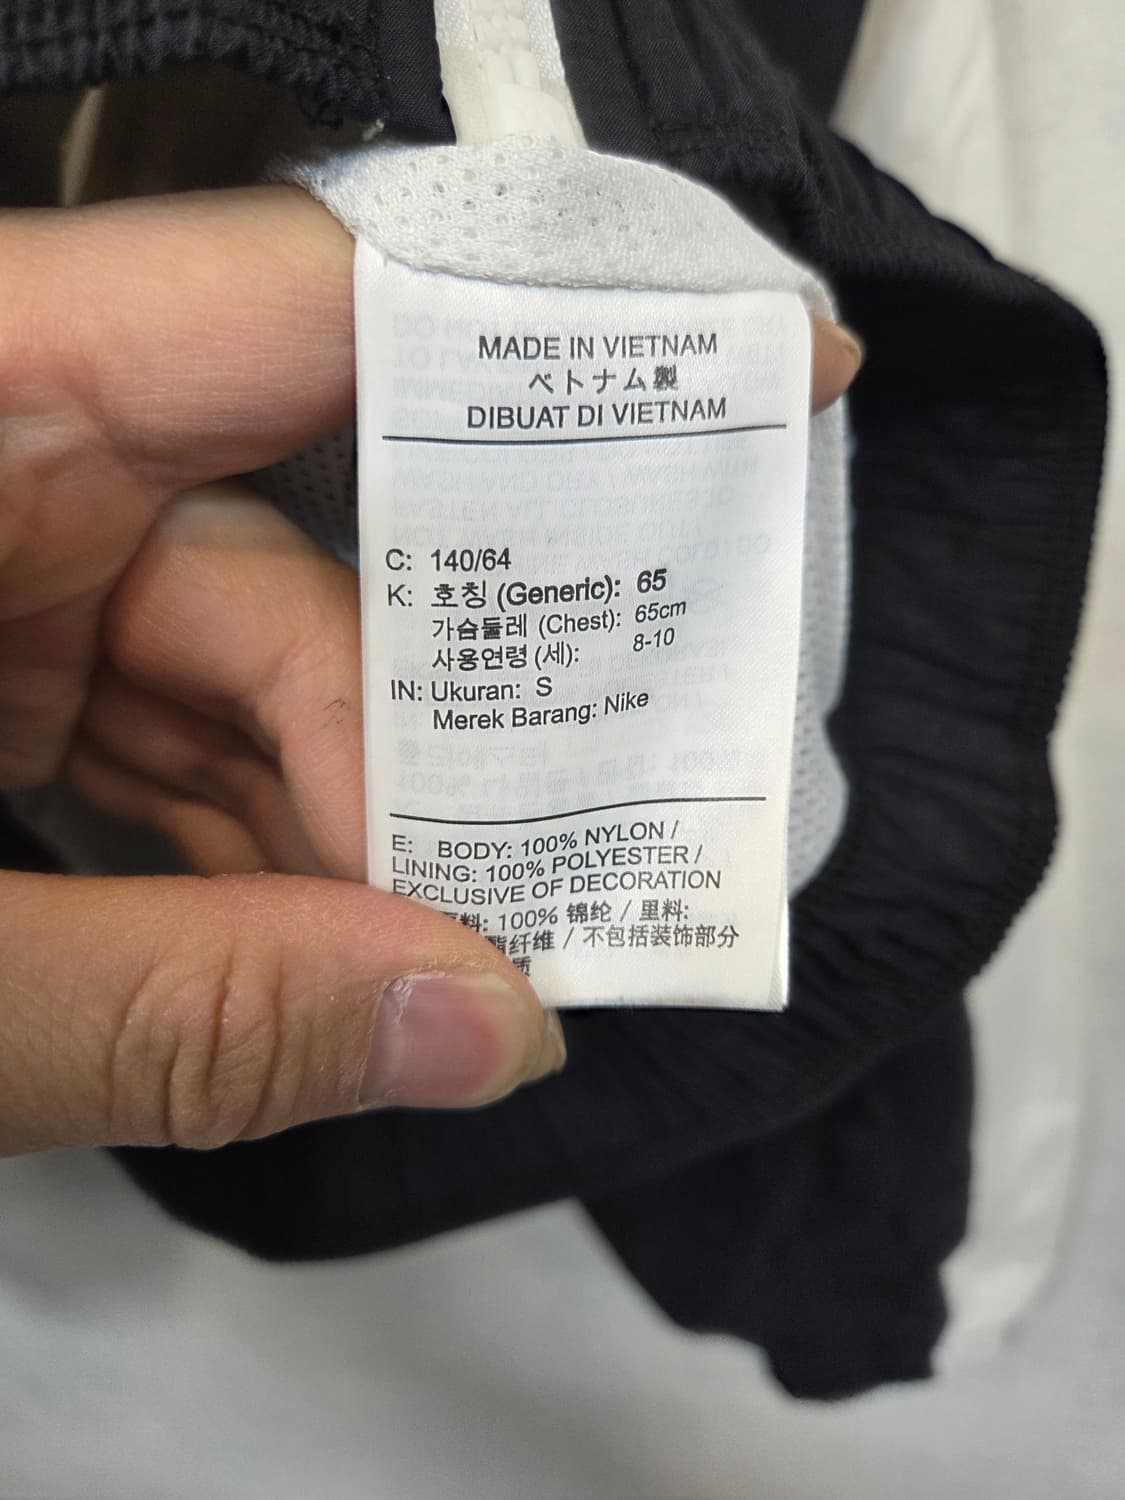 MADE IN VIETNAM
ベトナム製
DIBUAT DI VIETNAM
C: 140/64
K: 호칭 (Generic): 65
가슴둘레 (Chest): 65cm
사용연령 (세): 8-10
IN: Ukuran: S
Merek Barang: Nike
E: BODY: 100% NYLON /
LINING: 100% POLYESTER /
EXCLUSIVE OF DECORATION
料: 100% 锦纶 / 里料:
酯纤维 / 不包括装饰部分
质